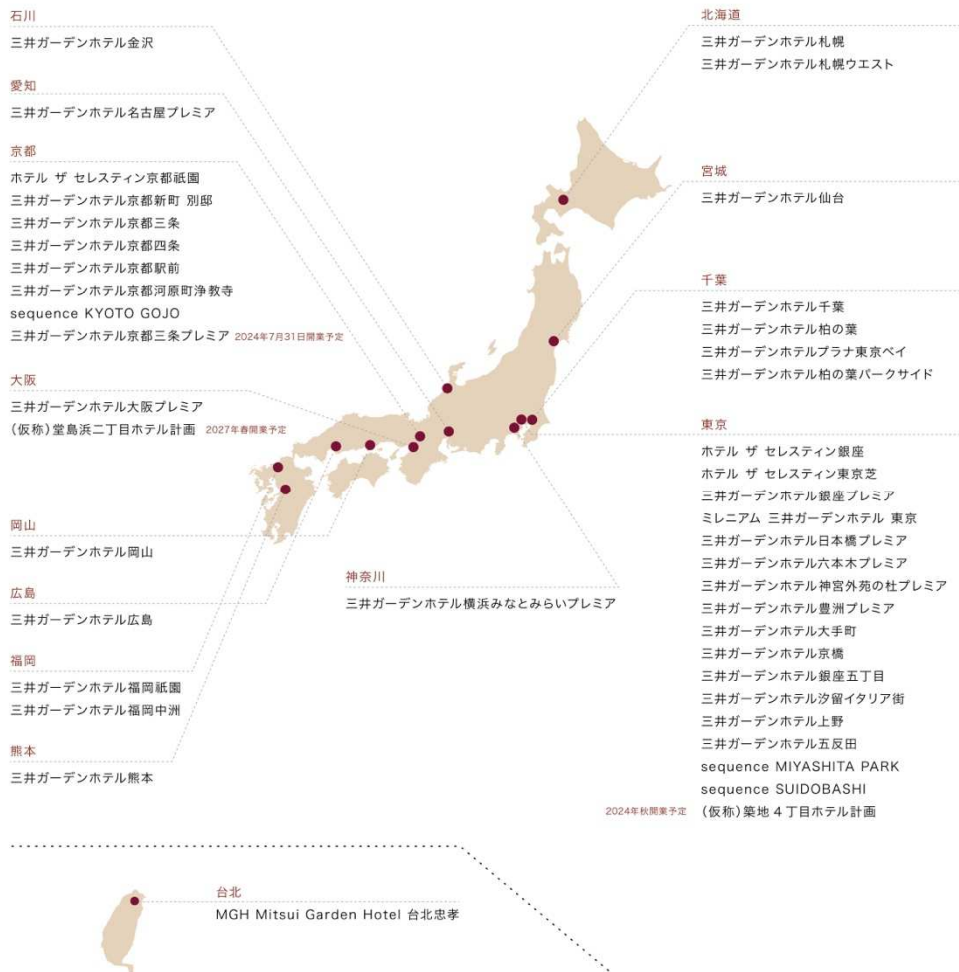 石川
三井ガーデンホテル金沢
愛知
三井ガーデンホテル名古屋プレミア
京都
ホテル ザ セレスティン京都祇園
三井ガーデンホテル京都新町 別邸
三井ガーデンホテル京都三条
三井ガーデンホテル京都四条
三井ガーデンホテル京都駅前
三井ガーデンホテル京都河原町浄教寺
sequence KYOTO GOJO
三井ガーデンホテル京都三条プレミア 2024年7月31日開業予定
大阪
三井ガーデンホテル大阪プレミア
(仮称)堂島浜二丁目ホテル計画 2027年春開業予定
岡山
三井ガーデンホテル岡山
広島
三井ガーデンホテル広島
福岡
三井ガーデンホテル福岡祇園
三井ガーデンホテル福岡中洲
熊本
三井ガーデンホテル熊本
神奈川
三井ガーデンホテル横浜みなとみらいプレミア
北海道
三井ガーデンホテル札幌
三井ガーデンホテル札幌ウエスト
宮城
三井ガーデンホテル仙台
千葉
三井ガーデンホテル千葉
三井ガーデンホテル柏の葉
三井ガーデンホテルプラナ東京ベイ
三井ガーデンホテル柏の葉パークサイド
東京
ホテル ザ セレスティン銀座
ホテル ザ セレスティン東京芝
三井ガーデンホテル銀座プレミア
ミレニアム 三井ガーデンホテル 東京
三井ガーデンホテル日本橋プレミア
三井ガーデンホテル六本木プレミア
三井ガーデンホテル神宮外苑の杜プレミア
三井ガーデンホテル豊洲プレミア
三井ガーデンホテル大手町
三井ガーデンホテル京橋
三井ガーデンホテル銀座五丁目
三井ガーデンホテル汐留イタリア街
三井ガーデンホテル上野
三井ガーデンホテル五反田
sequence MIYASHITA PARK
sequence SUIDOBASHI
2024年秋開業予定 (仮称)築地4丁目ホテル計画
台北
MGH Mitsui Garden Hotel 台北忠孝